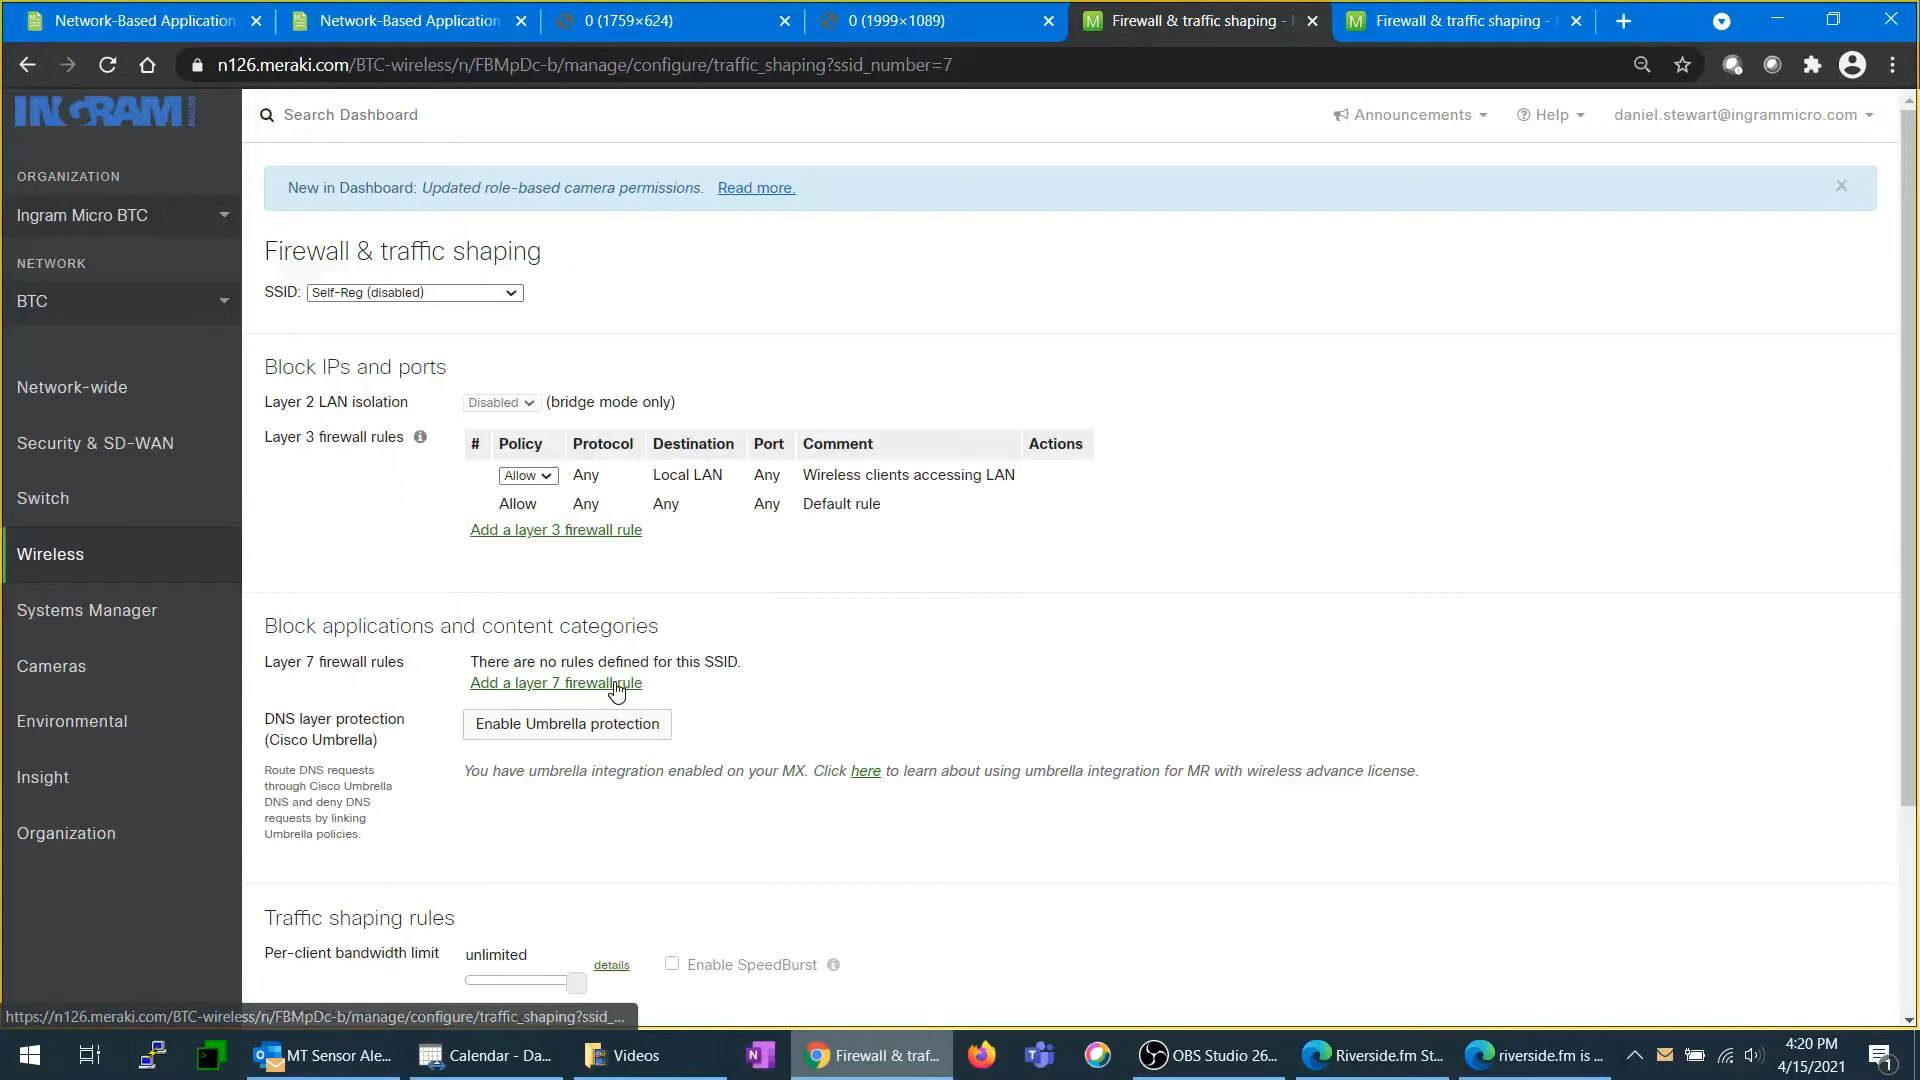 Network-Based Application
Network-Based Application
0 (1759×624)
0 (1999×1089)
Firewall & traffic shaping -
Firewall & traffic shaping -
n126.meraki.com/BTC-wireless/n/FBMpDc-b/manage/configure/traffic_shaping?ssid_number=7
INGRAM
Search Dashboard
Announcements
Help
daniel.stewart@ingrammicro.com
ORGANIZATION
Ingram Micro BTC
NETWORK
BTC
Network-wide
Security & SD-WAN
Switch
Wireless
Systems Manager
Cameras
Environmental
Insight
Organization
New in Dashboard: Updated role-based camera permissions. Read more.
Firewall & traffic shaping
SSID: Self-Reg (disabled)
Block IPs and ports
Layer 2 LAN isolation Disabled (bridge mode only)
Layer 3 firewall rules
# Policy Protocol Destination Port Comment Actions
Allow Any Local LAN Any Wireless clients accessing LAN
Allow Any Any Any Default rule
Add a layer 3 firewall rule
Block applications and content categories
Layer 7 firewall rules There are no rules defined for this SSID.
Add a layer 7 firewall rule
DNS layer protection
(Cisco Umbrella)
Enable Umbrella protection
Route DNS requests
through Cisco Umbrella
DNS and deny DNS
requests by linking
Umbrella policies.
You have umbrella integration enabled on your MX. Click here to learn about using umbrella integration for MR with wireless advance license.
Traffic shaping rules
Per-client bandwidth limit unlimited details Enable SpeedBurst
https://n126.meraki.com/BTC-wireless/n/FBMpDc-b/manage/configure/traffic_shaping?ssid_...
MT Sensor Ale...
Calendar - Da...
Videos
Firewall & traf...
OBS Studio 26...
Riverside.fm St...
riverside.fm is ...
4:20 PM
4/15/2021
1